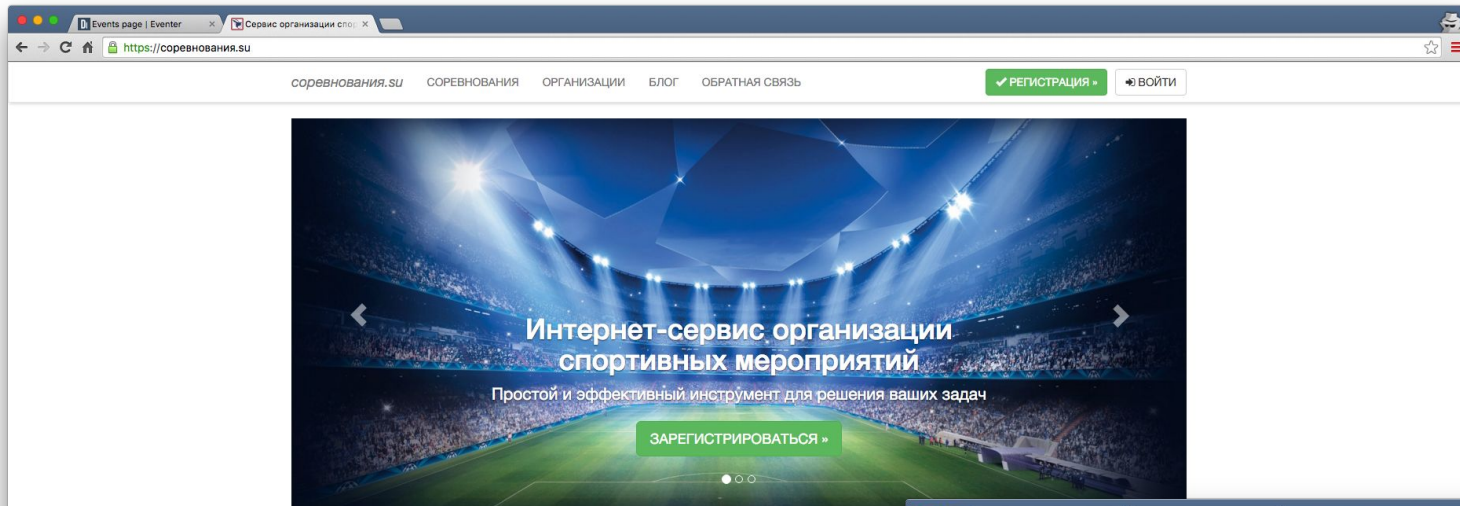 Events page | Eventer
Сервис организации спор
https://соревнования.su
соревнования.su СОРЕВНОВАНИЯ ОРГАНИЗАЦИИ БЛОГ ОБРАТНАЯ СВЯЗЬ РЕГИСТРАЦИЯ » ВОЙТИ
Интернет-сервис организации
спортивных мероприятий
Простой и эффективный инструмент для решения ваших задач
ЗАРЕГИСТРИРОВАТЬСЯ »